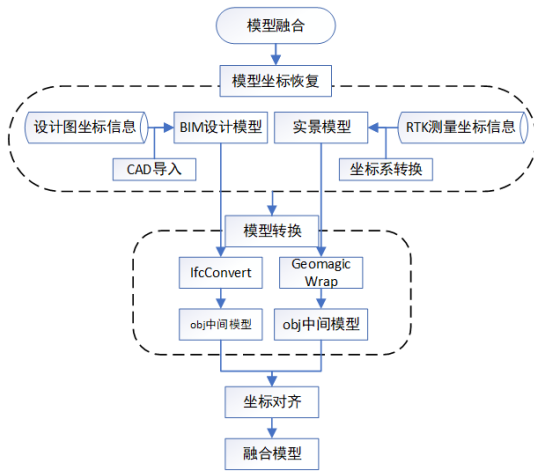 模型融合
模型坐标恢复
设计图坐标信息
BIM设计模型
实景模型
RTK测量坐标信息
CAD导入
坐标系转换
模型转换
IfcConvert
Geomagic
Wrap
obj中间模型
obj中间模型
坐标对齐
融合模型